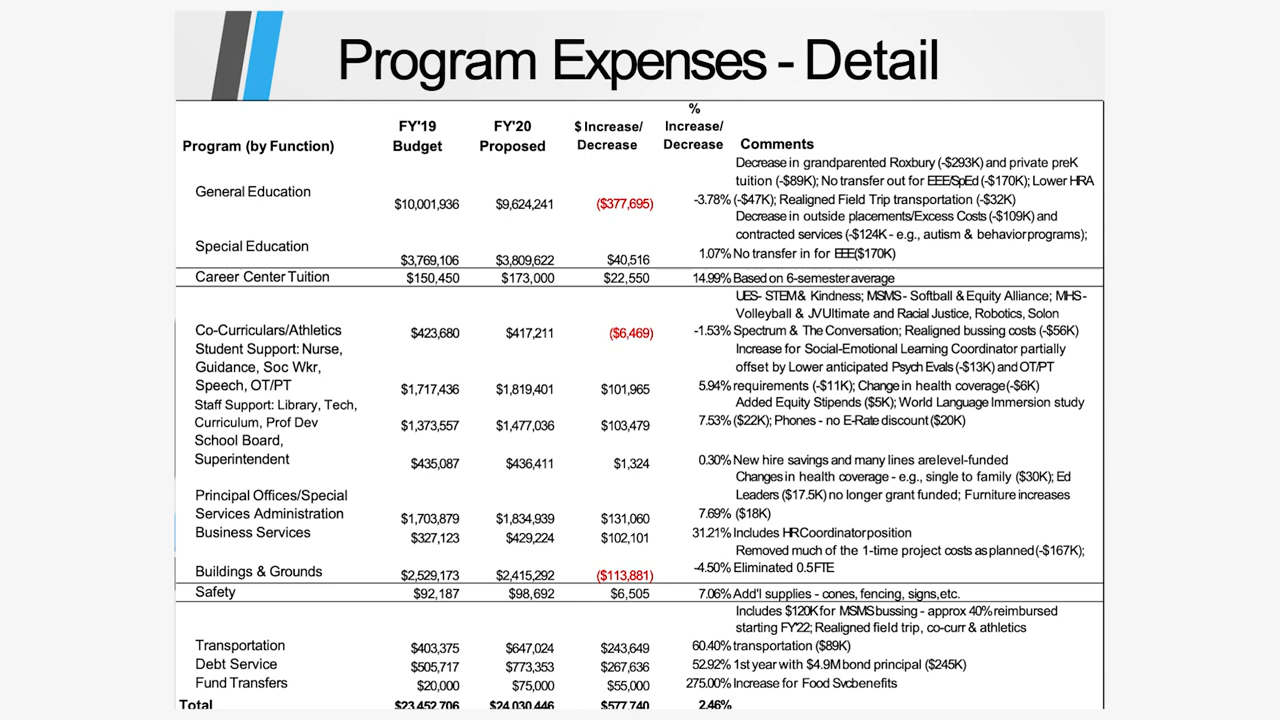 Program Expenses - Detail
Program (by Function) FY'19 Budget FY'20 Proposed $ Increase/ Decrease % Increase/ Decrease Comments
General Education $10,001,936 $9,624,241 ($377,695) -3.78% Decrease in grandparented Roxbury (-$293K) and private preK
tuition (-$89K); No transfer out for EEE/SpEd (-$170K); Lower HRA
(-$47K); Realigned Field Trip transportation (-$32K)
Special Education $3,769,106 $3,809,622 $40,516 1.07% Decrease in outside placements/Excess Costs (-$109K) and
contracted services (-$124K - e.g., autism & behavior programs);
No transfer in for EEE($170K)
Career Center Tuition $150,450 $173,000 $22,550 14.99% Based on 6-semester average
Co-Curriculars/Athletics $423,680 $417,211 ($6,469) -1.53% UES- STEM & Kindness; MSMS - Softball & Equity Alliance; MHS -
Volleyball & JV Ultimate and Racial Justice, Robotics, Solon
Spectrum & The Conversation; Realigned bussing costs (-$56K)
Student Support: Nurse,
Guidance, Soc Wkr,
Speech, OT/PT $1,717,436 $1,819,401 $101,965 5.94% Increase for Social-Emotional Learning Coordinator partially
offset by Lower anticipated Psych Evals (-$13K) and OT/PT
requirements (-$11K); Change in health coverage (-$6K)
Staff Support: Library, Tech,
Curriculum, Prof Dev $1,373,557 $1,477,036 $103,479 7.53% Added Equity Stipends ($5K); World Language Immersion study
($22K); Phones - no E-Rate discount ($20K)
School Board,
Superintendent $435,087 $436,411 $1,324 0.30% New hire savings and many lines are level-funded
Principal Offices/Special
Services Administration $1,703,879 $1,834,939 $131,060 7.69% Changes in health coverage - e.g., single to family ($30K); Ed
Leaders ($17.5K) no longer grant funded; Furniture increases
($18K)
Business Services $327,123 $429,224 $102,101 31.21% Includes HR Coordinator position
Buildings & Grounds $2,529,173 $2,415,292 ($113,881) -4.50% Removed much of the 1-time project costs as planned (-$167K);
Eliminated 0.5 FTE
Safety $92,187 $98,692 $6,505 7.06% Add'l supplies - cones, fencing, signs, etc.
Transportation $403,375 $647,024 $243,649 60.40% Includes $120K for MSMS bussing - approx 40% reimbursed
starting FY'22; Realigned field trip, co-curr & athletics
transportation ($89K)
Debt Service $505,717 $773,353 $267,636 52.92% 1st year with $4.9M bond principal ($245K)
Fund Transfers $20,000 $75,000 $55,000 275.00% Increase for Food Svc benefits
Total $23,452,706 $24,030,446 $577,740 2.46%